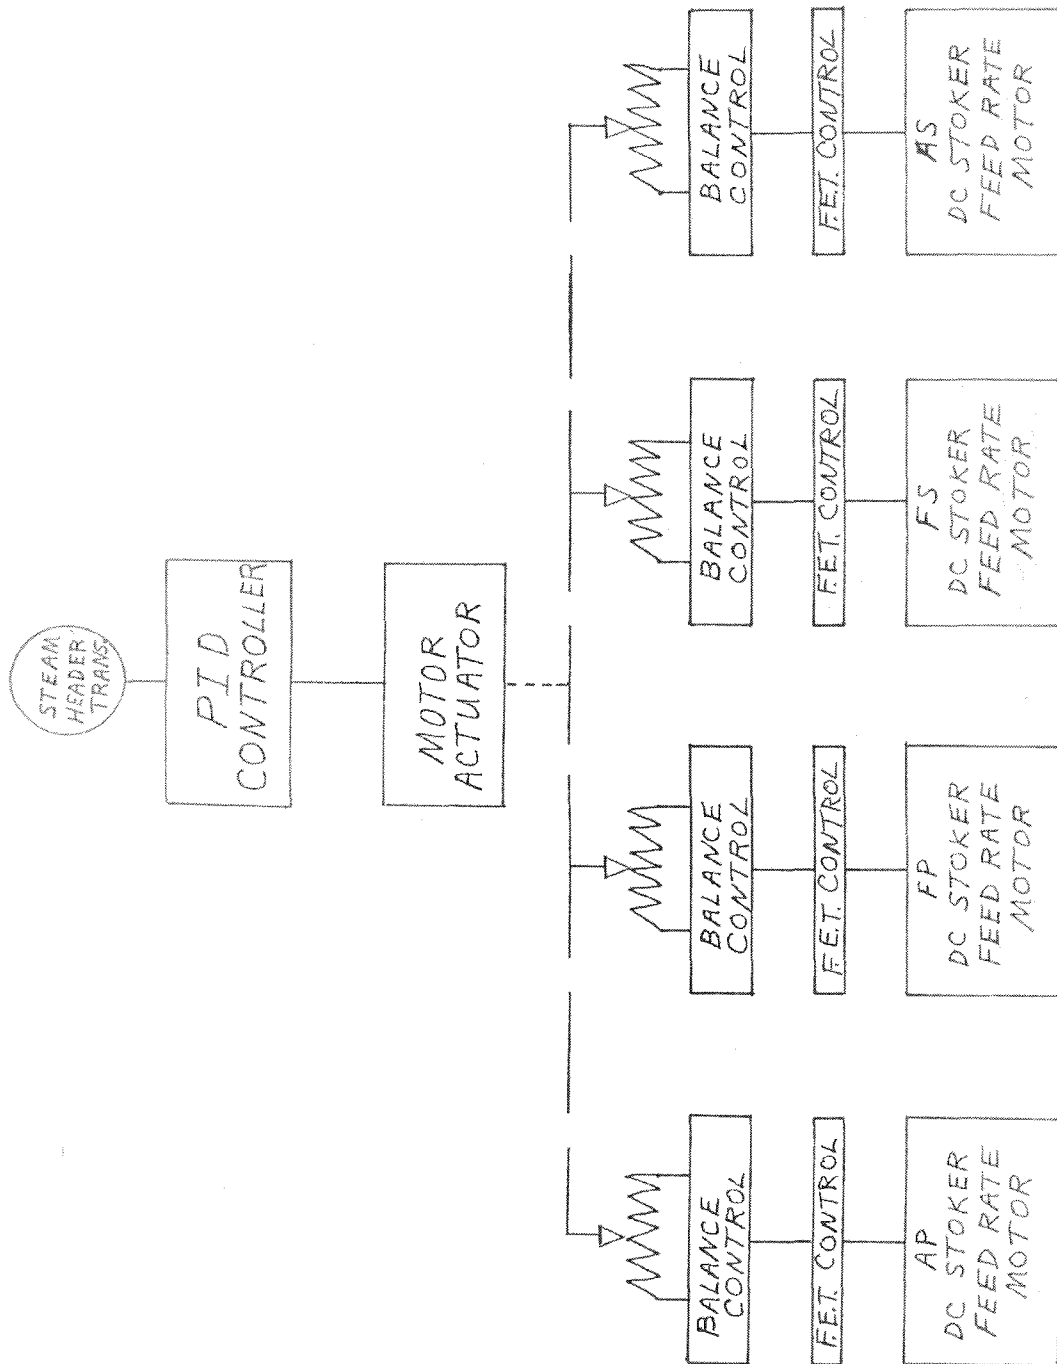 STEAM
HEADER
TRANS.
PID
CONTROLLER
MOTOR
ACTUATOR
BALANCE
CONTROL
F.E.T. CONTROL
AP
DC STOKER
FEED RATE
MOTOR
BALANCE
CONTROL
F.E.T. CONTROL
FP
DC STOKER
FEED RATE
MOTOR
BALANCE
CONTROL
F.E.T. CONTROL
FS
DC STOKER
FEED RATE
MOTOR
BALANCE
CONTROL
F.E.T. CONTROL
AS
DC STOKER
FEED RATE
MOTOR